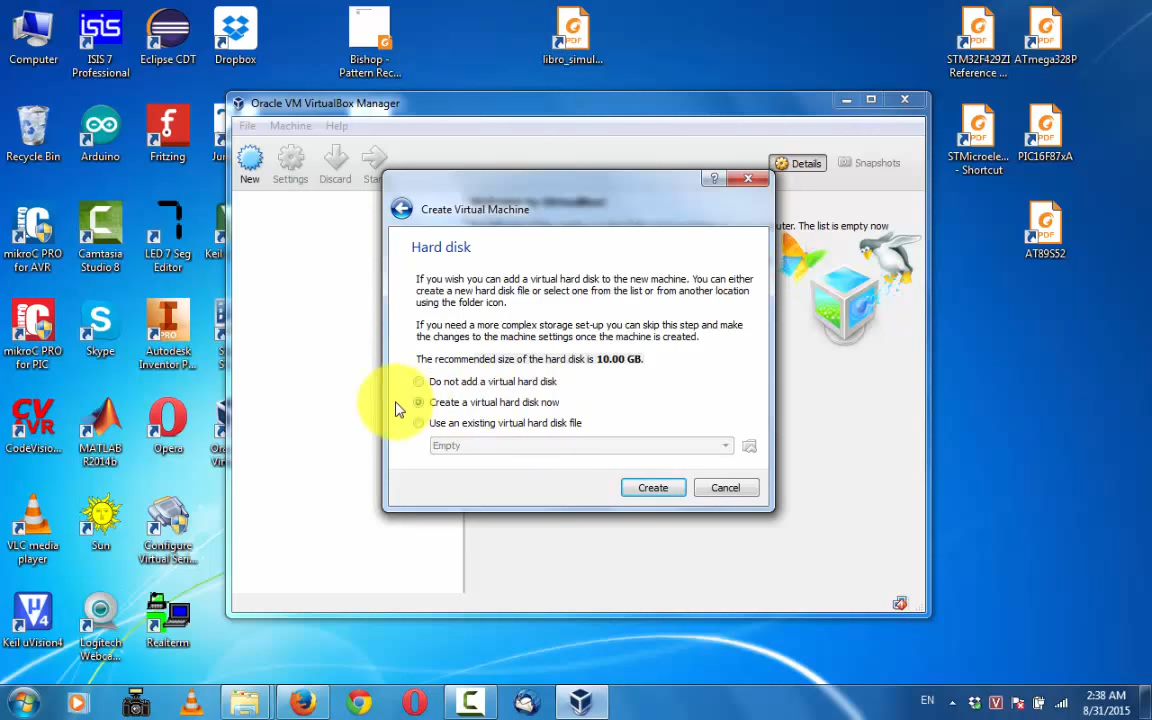 Computer
ISIS 7
Professional
Eclipse CDT
Dropbox
Bishop -
Pattern Rec...
libro_simul...
STM32F429ZI
Reference ...
ATmega328P
Recycle Bin
Arduino
Fritzing
STMicroele...
- Shortcut
PIC16F87xA
mikroC PRO
for AVR
Camtasia
Studio 8
LED 7 Seg
Editor
AT89S52
mikroC PRO
for PIC
Skype
Autodesk
Inventor P...
CodeVisio...
MATLAB
R2014b
Opera
VLC media
player
Sun
Configure
Virtual Seri...
Keil uVision4
Logitech
Webca...
Realterm
Oracle VM VirtualBox Manager
File Machine Help
New Settings Discard
Details
Snapshots
uter. The list is empty now
Create Virtual Machine
Hard disk
If you wish you can add a virtual hard disk to the new machine. You can either
create a new hard disk file or select one from the list or from another location
using the folder icon.
If you need a more complex storage set-up you can skip this step and make
the changes to the machine settings once the machine is created.
The recommended size of the hard disk is 10.00 GB.
Do not add a virtual hard disk
Create a virtual hard disk now
Use an existing virtual hard disk file
Empty
Create Cancel
EN
2:38 AM
8/31/2015